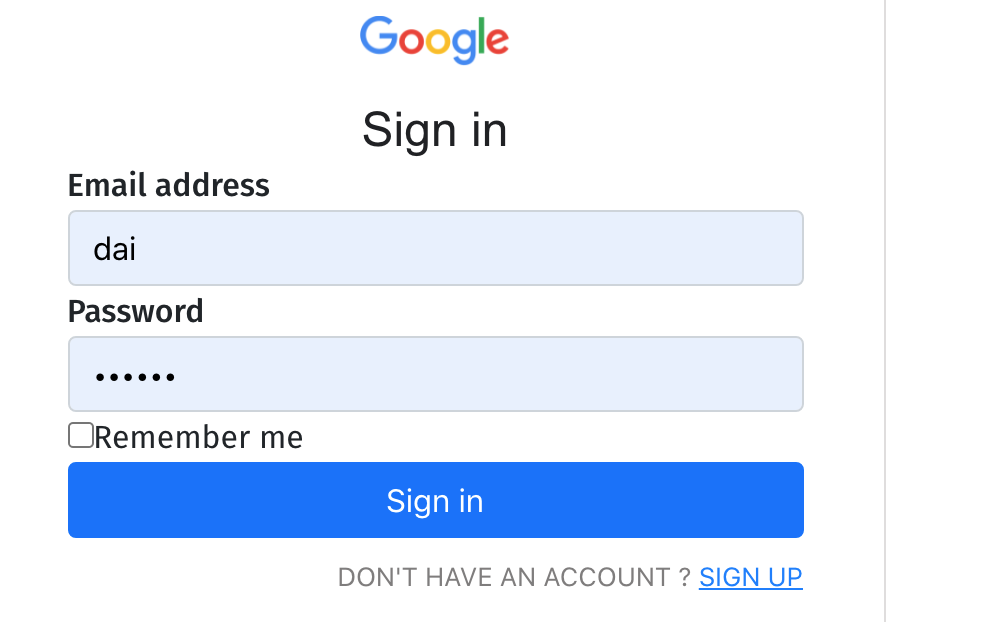 Google
Sign in
Email address
dai
Password
••••••
Remember me
Sign in
DON'T HAVE AN ACCOUNT ? SIGN UP